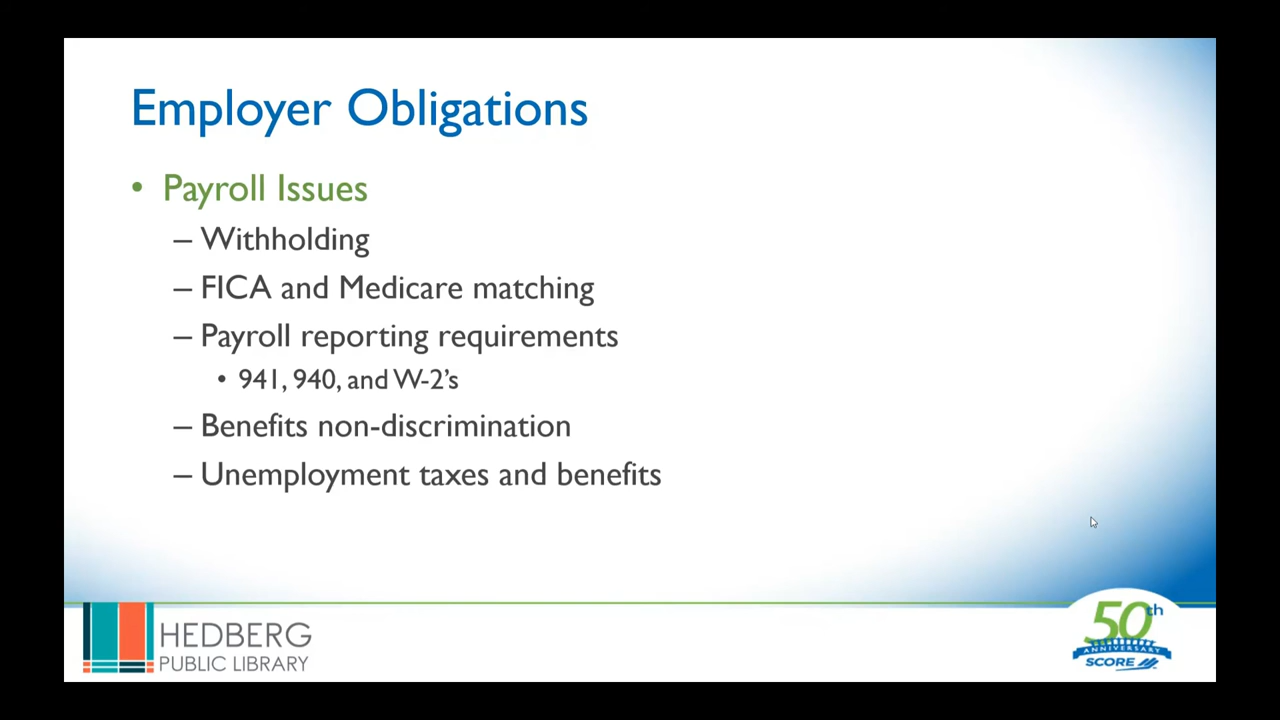 Employer Obligations
• Payroll Issues
– Withholding
– FICA and Medicare matching
– Payroll reporting requirements
• 941, 940, and W-2’s
– Benefits non-discrimination
– Unemployment taxes and benefits
HEDBERG
PUBLIC LIBRARY
50th
ANNIVERSARY
SCORE